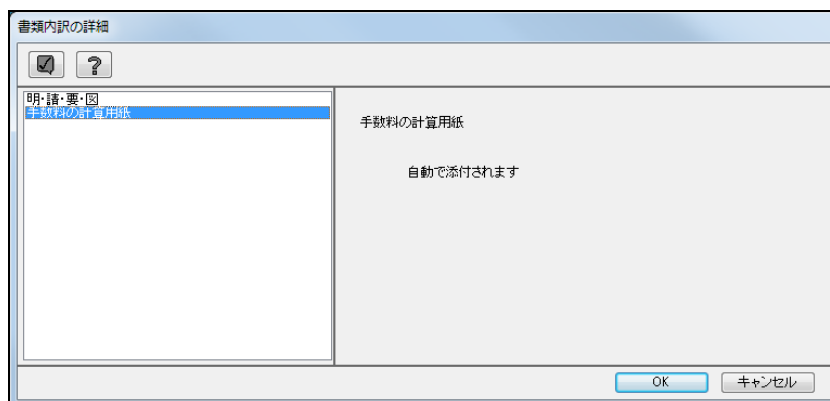 書類内訳の詳細
?
明・請・要・図
手数料の計算用紙
手数料の計算用紙
自動で添付されます
OK
キャンセル